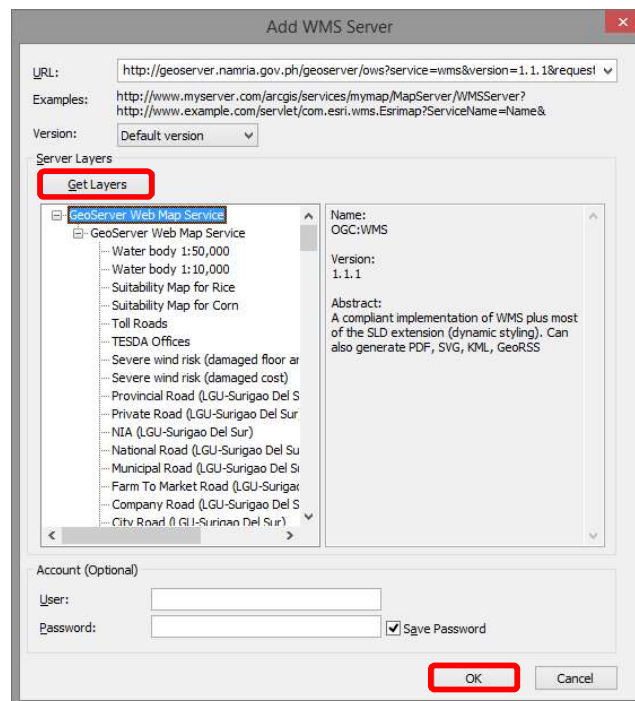 Add WMS Server
URL: http://geoserver.namria.gov.ph/geoserver/ows?service=wms&version=1.1.1&request
Examples: http://www.myserver.com/arcgis/services/mymap/MapServer/WMSServer?
http://www.example.com/servlet/com.esri.wms.Esrimap?ServiceName=Name&
Version: Default version
Server Layers
Get Layers
GeoServer Web Map Service
GeoServer Web Map Service
Water body 1:50,000
Water body 1:10,000
Suitability Map for Rice
Suitability Map for Corn
Toll Roads
TESDA Offices
Severe wind risk (damaged floor ar
Severe wind risk (damaged cost)
Provincial Road (LGU-Surigao Del S
Private Road (LGU-Surigao Del Sur
NIA (LGU-Surigao Del Sur)
National Road (LGU-Surigao Del Su
Municipal Road (LGU-Surigao Del Su
Farm To Market Road (LGU-Surigao
Company Road (LGU-Surigao Del S
City Road (LGU-Surigao Del Sur)
Name:
OGC:WMS
Version:
1.1.1
Abstract:
A compliant implementation of WMS plus most
of the SLD extension (dynamic styling). Can
also generate PDF, SVG, KML, GeoRSS
Account (Optional)
User:
Password: Save Password
OK Cancel